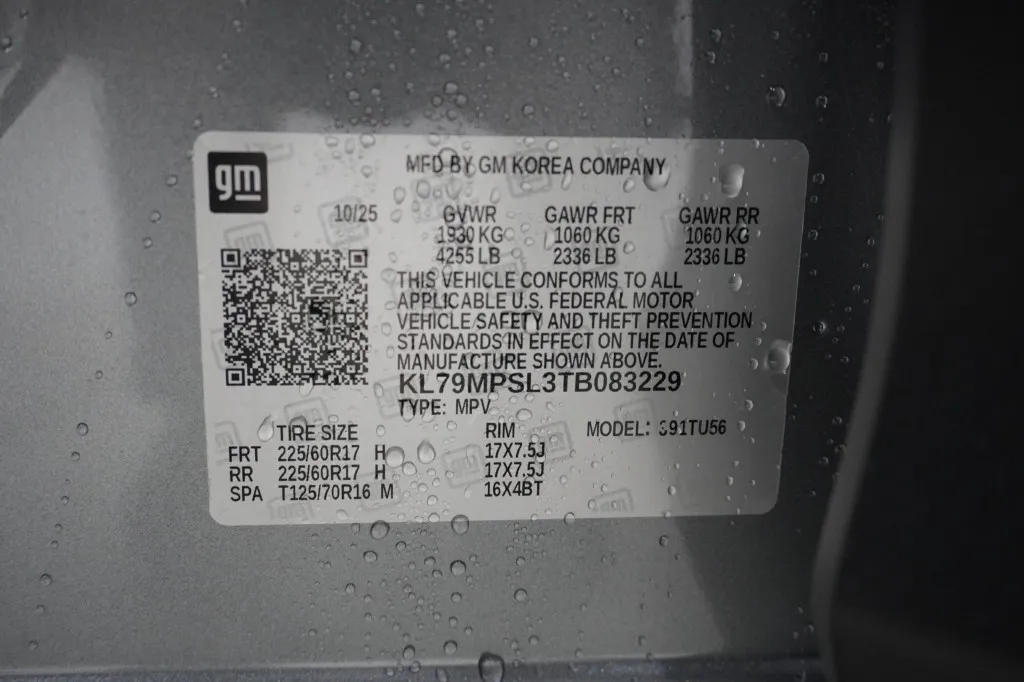 gm
MFD BY GM KOREA COMPANY
10/25 GVWR GAWR FRT GAWR RR
1930 KG 1060 KG 1060 KG
4255 LB 2336 LB 2336 LB
THIS VEHICLE CONFORMS TO ALL
APPLICABLE U.S. FEDERAL MOTOR
VEHICLE SAFETY AND THEFT PREVENTION
STANDARDS IN EFFECT ON THE DATE OF
MANUFACTURE SHOWN ABOVE.
KL79MPSL3TB083229
TYPE: MPV
TIRE SIZE RIM MODEL:
FRT 225/60R17 H 17X7.5J
RR 225/60R17 H 17X7.5J
SPA T125/70R16 M 16X4BT